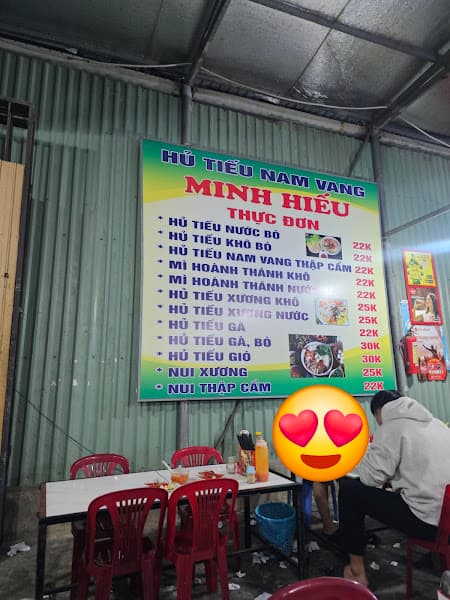 HỦ TIẾU NAM VANG
MINH HIẾU
THỰC ĐƠN
* HỦ TIẾU NƯỚC BÒ 22K
* HỦ TIẾU KHÔ BÒ 22K
* HỦ TIẾU NAM VANG THẬP CẨM 22K
* MÌ HOÀNH THÁNH KHÔ 22K
* MÌ HOÀNH THÁNH NƯỚC 22K
* HỦ TIẾU XƯƠNG KHÔ 25K
* HỦ TIẾU XƯƠNG NƯỚC 25K
* HỦ TIẾU GÀ 22K
* HỦ TIẾU GÀ, BÒ 30K
* HỦ TIẾU GIÒ 30K
* NUI XƯƠNG 25K
* NUI THẬP CẨM 22K